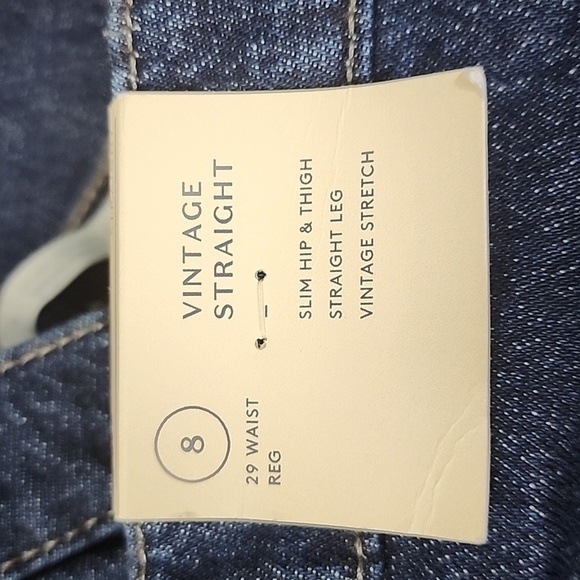 8
29 WAIST
REG
VINTAGE
STRAIGHT
SLIM HIP & THIGH
STRAIGHT LEG
VINTAGE STRETCH